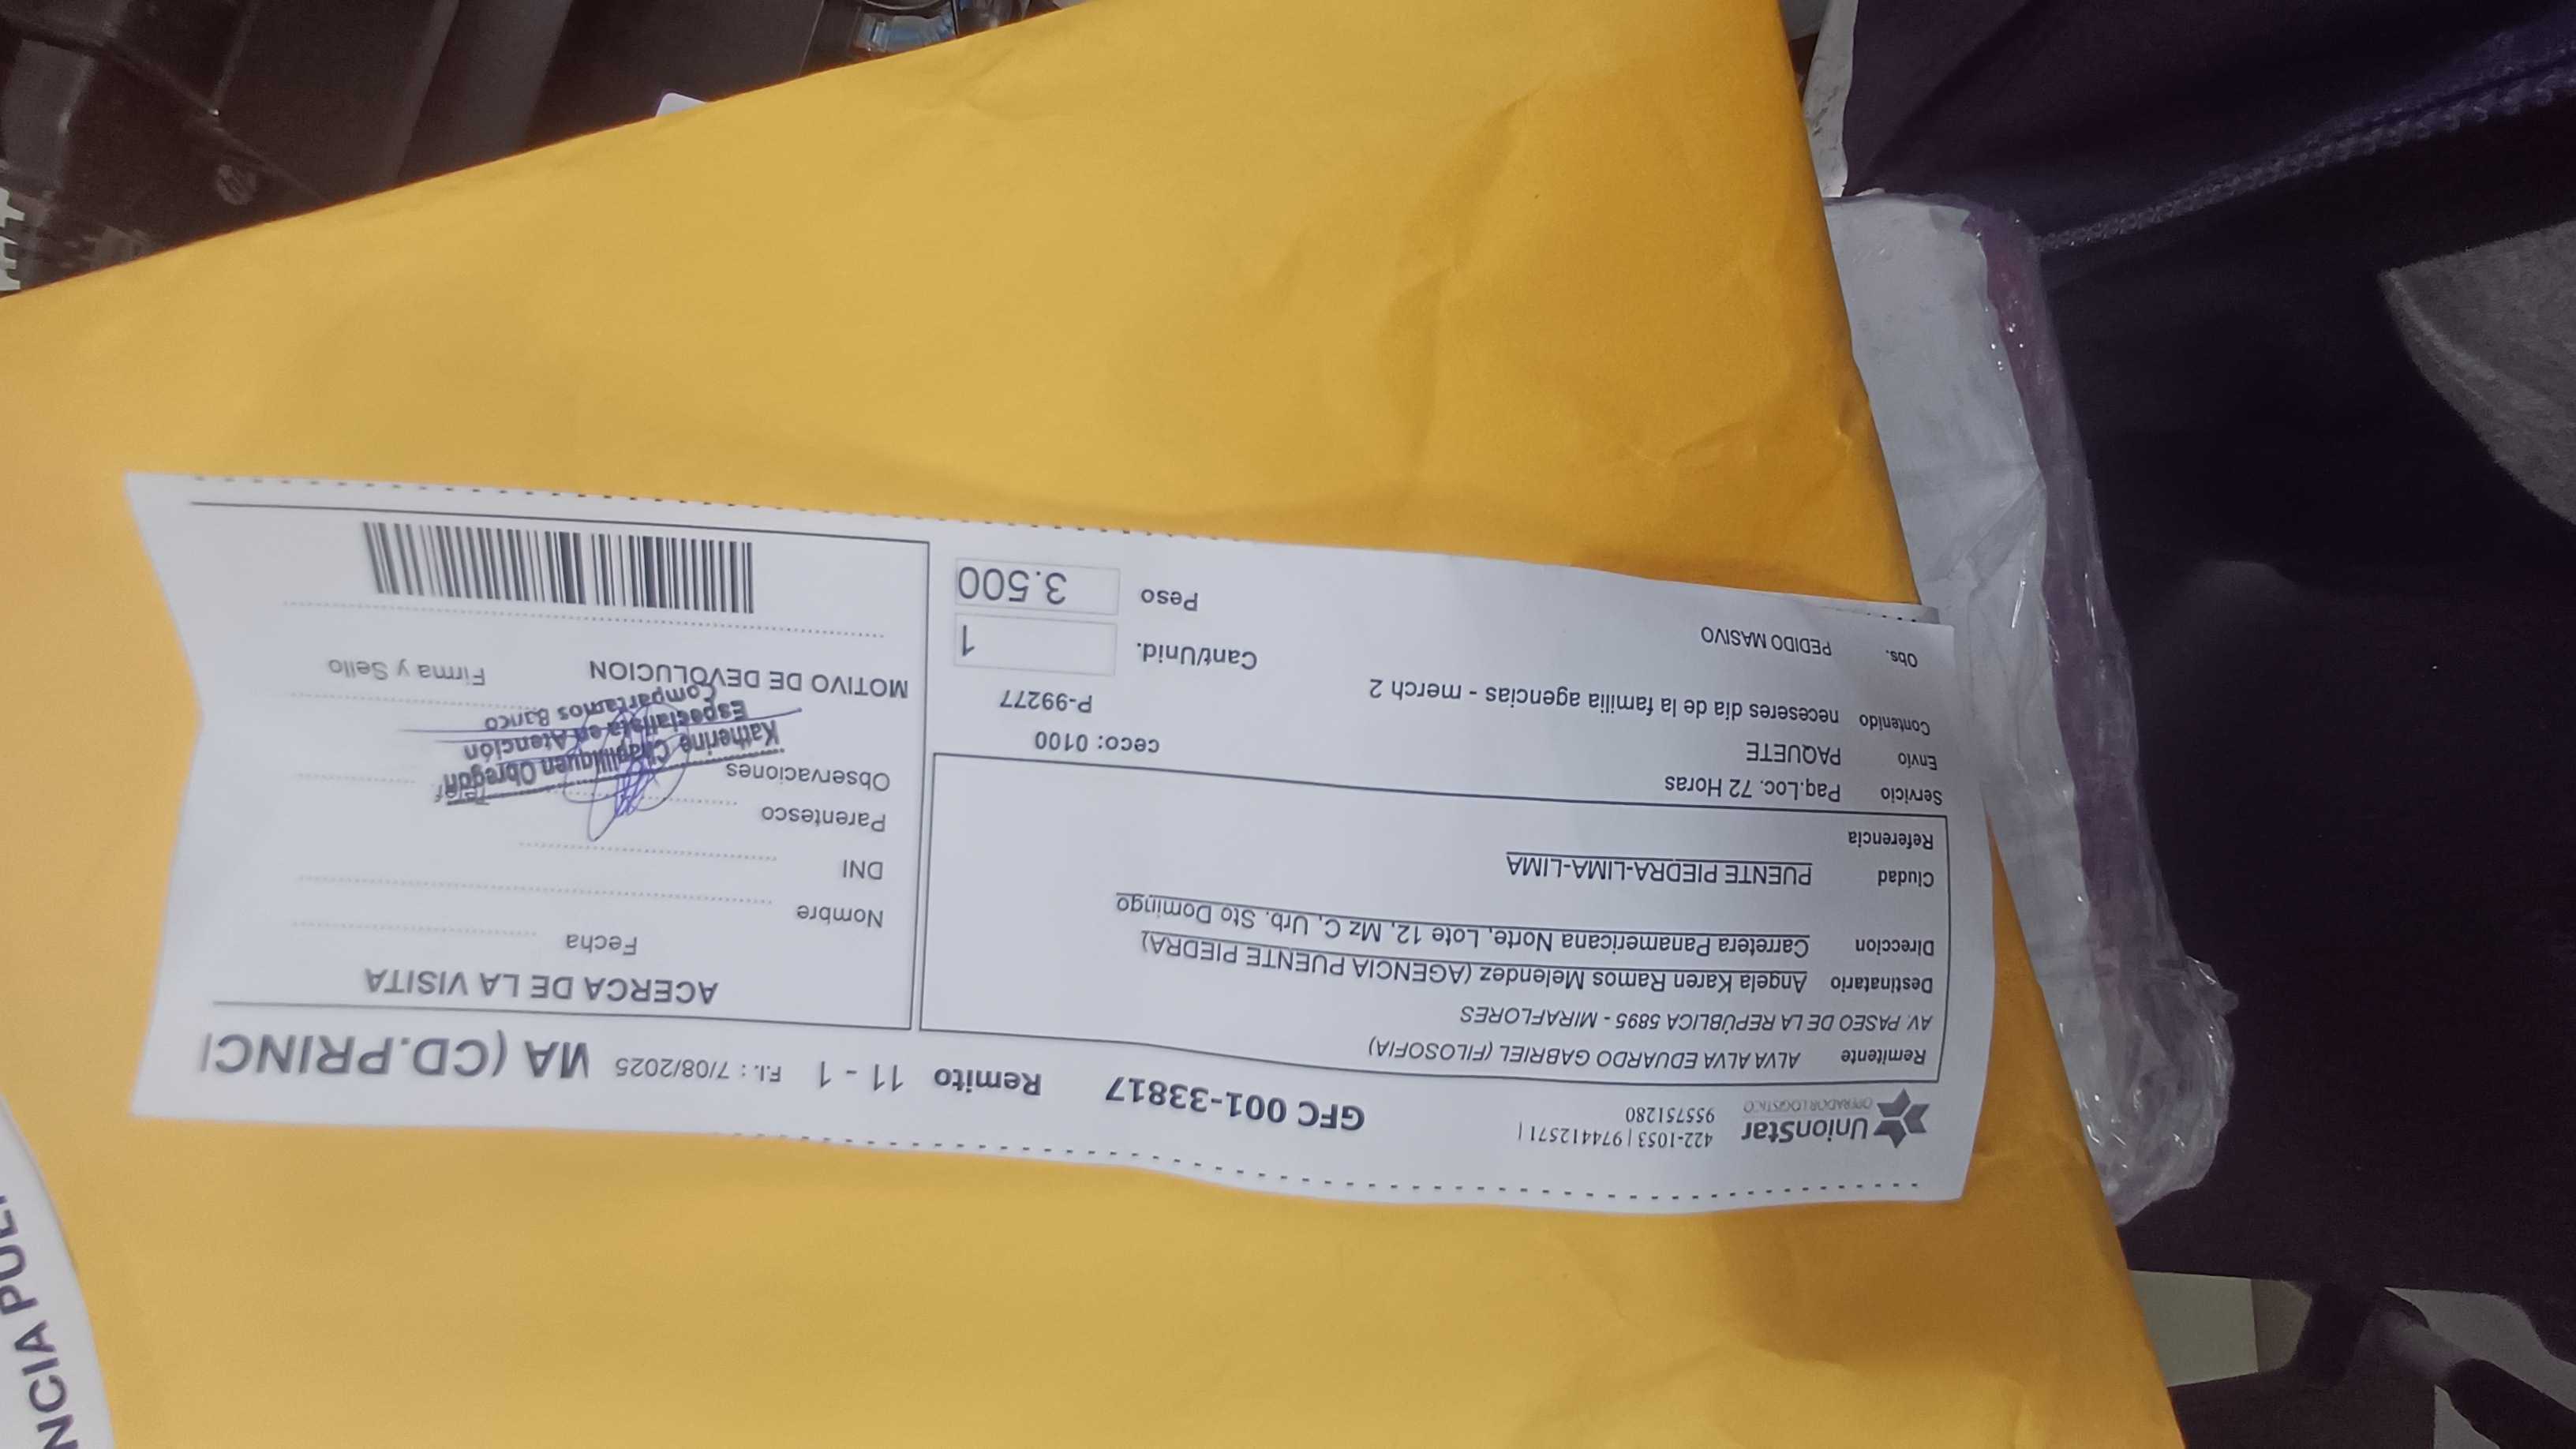 UnionStar
OPERADOR LOGISTICO
422-1053 | 974412571 |
955751280
GFC 001-33817
Remito 11 - 1
F.I. : 7/08/2025
MA (CD.PRINCI
Remitente ALVA ALVA EDUARDO GABRIEL (FILOSOFIA)
AV. PASEO DE LA REPÚBLICA 5895 - MIRAFLORES
Destinatario Angela Karen Ramos Melendez (AGENCIA PUENTE PIEDRA)
Direccion Carretera Panamericana Norte, Lote 12, Mz C, Urb. Sto Domingo
Ciudad PUENTE PIEDRA-LIMA-LIMA
Referencia
Servicio Paq.Loc. 72 Horas
ceco: 0100
Envio PAQUETE
P-99277
Contenido neceseres dia de la familia agencias - merch 2
Cant/Unid. 1
Obs. PEDIDO MASIVO
Peso 3.500
ACERCA DE LA VISITA
Fecha
Nombre
DNI
Parentesco
Telf
Observaciones
Katherine Obregon
Especialista en Atención
Compartamos Banco
MOTIVO DE DEVOLUCION
Firma y Sello
NCIA PUE